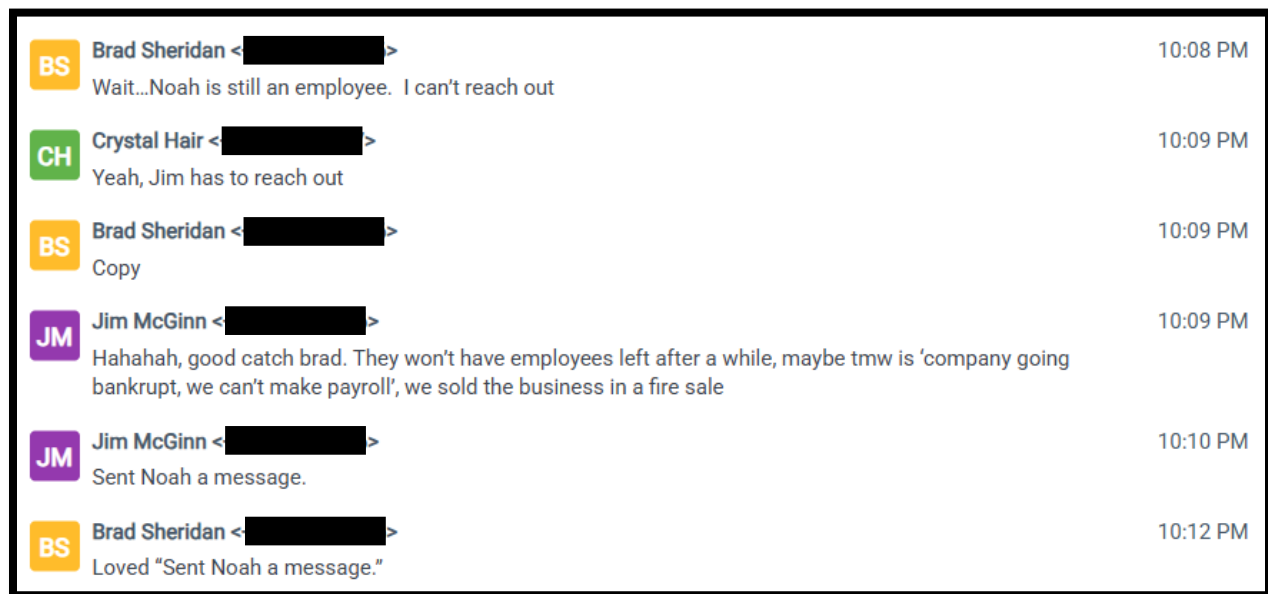 BS
Brad Sheridan < >
10:08 PM
Wait…Noah is still an employee.  I can’t reach out
CH
Crystal Hair < >
10:09 PM
Yeah, Jim has to reach out
BS
Brad Sheridan < >
10:09 PM
Copy
JM
Jim McGinn < >
10:09 PM
Hahahah, good catch brad. They won’t have employees left after a while, maybe tmw is ‘company going
bankrupt, we can’t make payroll’, we sold the business in a fire sale
JM
Jim McGinn < >
10:10 PM
Sent Noah a message.
BS
Brad Sheridan < >
10:12 PM
Loved “Sent Noah a message.”